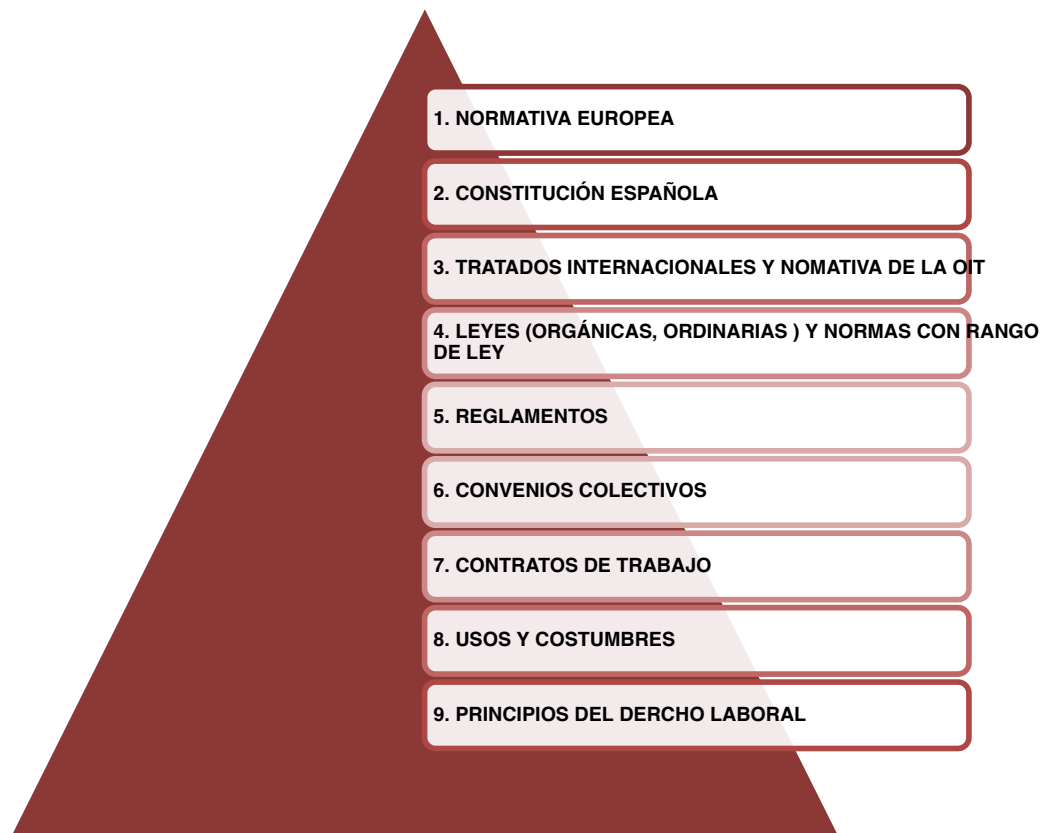 1. NORMATIVA EUROPEA
2. CONSTITUCIÓN ESPAÑOLA
3. TRATADOS INTERNACIONALES Y NOMATIVA DE LA OIT
4. LEYES (ORGÁNICAS, ORDINARIAS ) Y NORMAS CON RANGO
DE LEY
5. REGLAMENTOS
6. CONVENIOS COLECTIVOS
7. CONTRATOS DE TRABAJO
8. USOS Y COSTUMBRES
9. PRINCIPIOS DEL DERCHO LABORAL